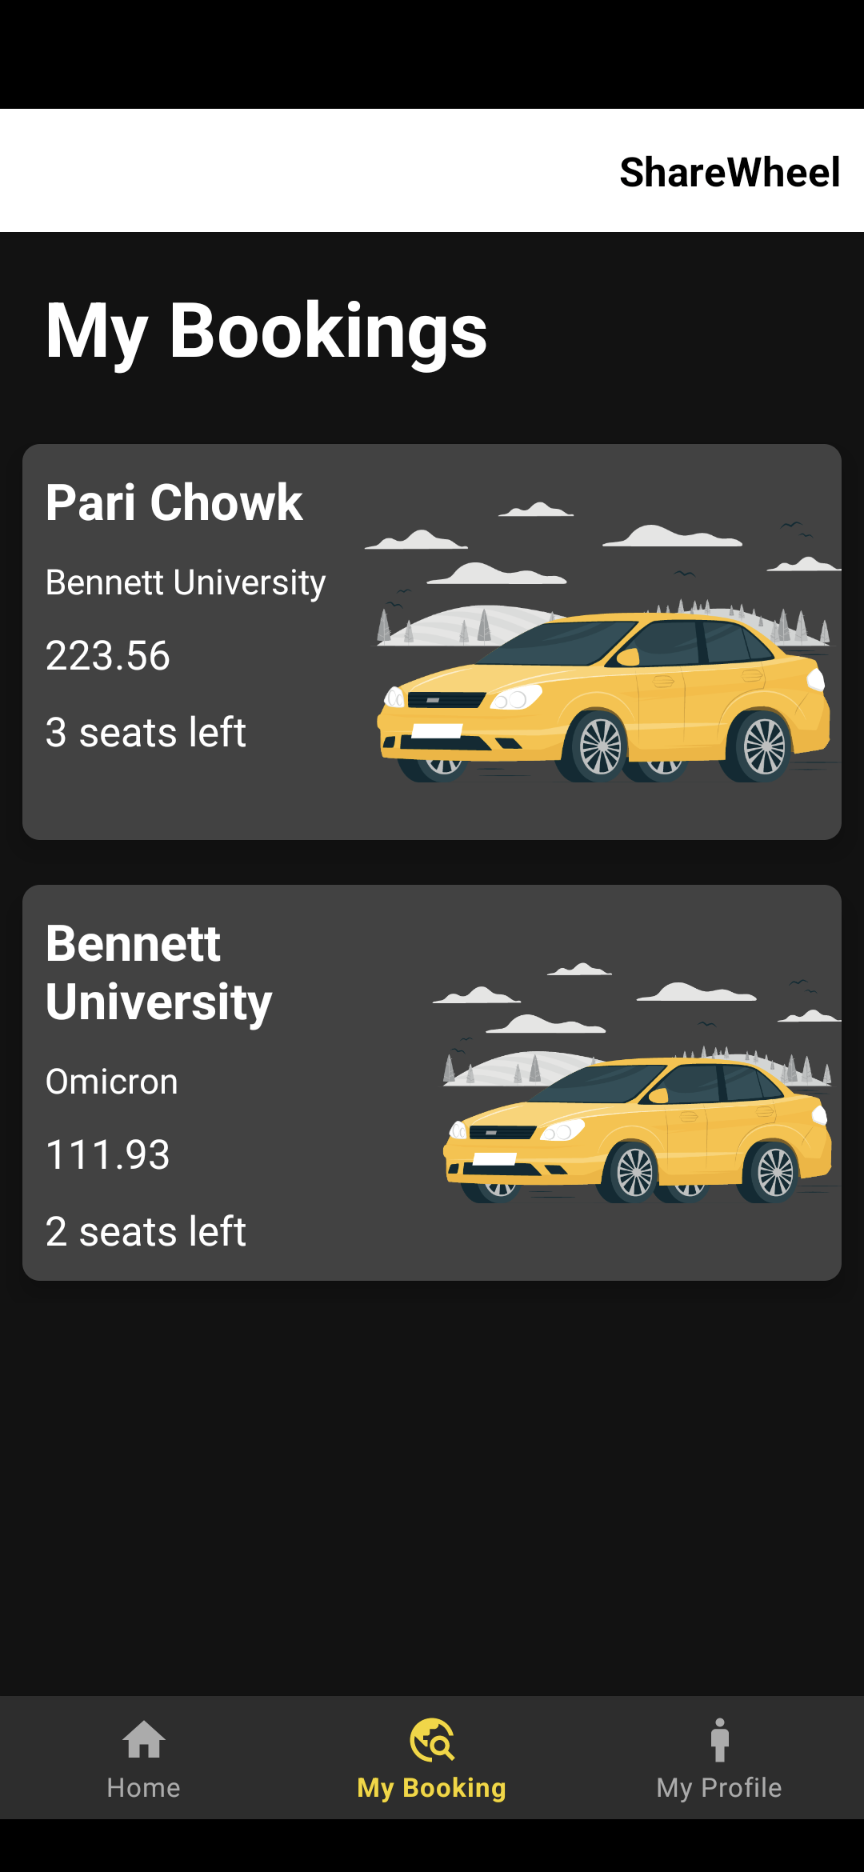 ShareWheel
My Bookings
Pari Chowk
Bennett University
223.56
3 seats left
Bennett
University
Omicron
111.93
2 seats left
Home
My Booking
My Profile